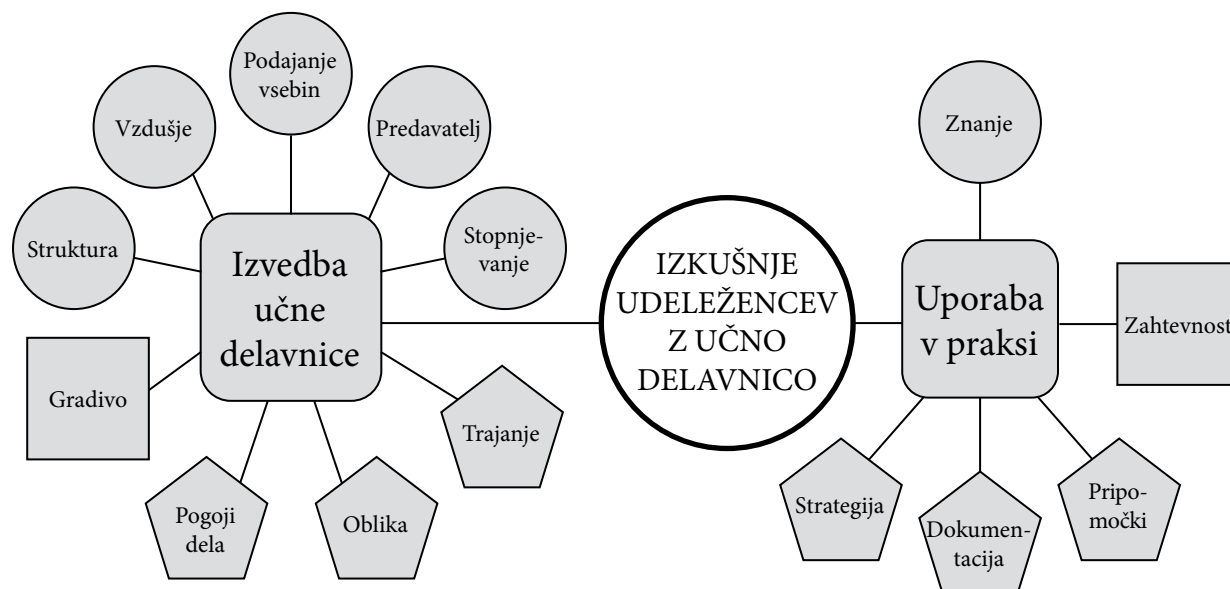 Podajanje
vsebin
Vzdušje
Predavatelj
Struktura
Stopnje-
vanje
Izvedba
učne
delavnice
Gradivo
Trajanje
Pogoji
dela
Oblika
IZKUŠNJE
UDELEŽENCEV
Z UČNO
DELAVNICO
Znanje
Uporaba
v praksi
Zahtevnost
Strategija
Dokumen-
tacija
Pripo-
močki